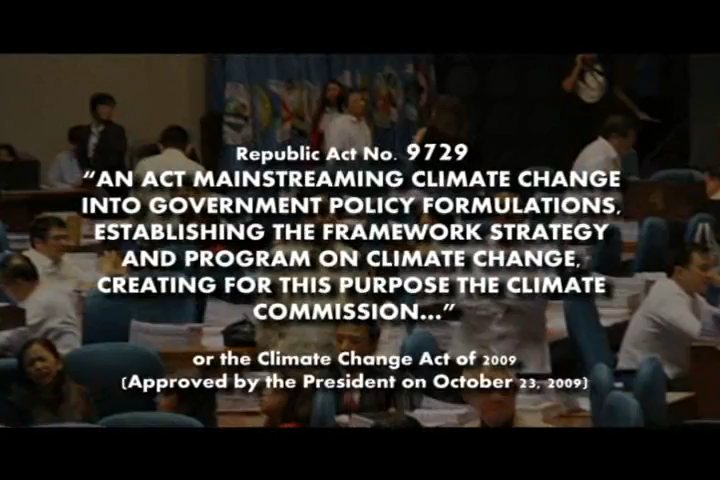 Republic Act No. 9729
“AN ACT MAINSTREAMING CLIMATE CHANGE
INTO GOVERNMENT POLICY FORMULATIONS,
ESTABLISHING THE FRAMEWORK STRATEGY
AND PROGRAM ON CLIMATE CHANGE,
CREATING FOR THIS PURPOSE THE CLIMATE
COMMISSION...”
or the Climate Change Act of 2009
(Approved by the President on October 23, 2009)